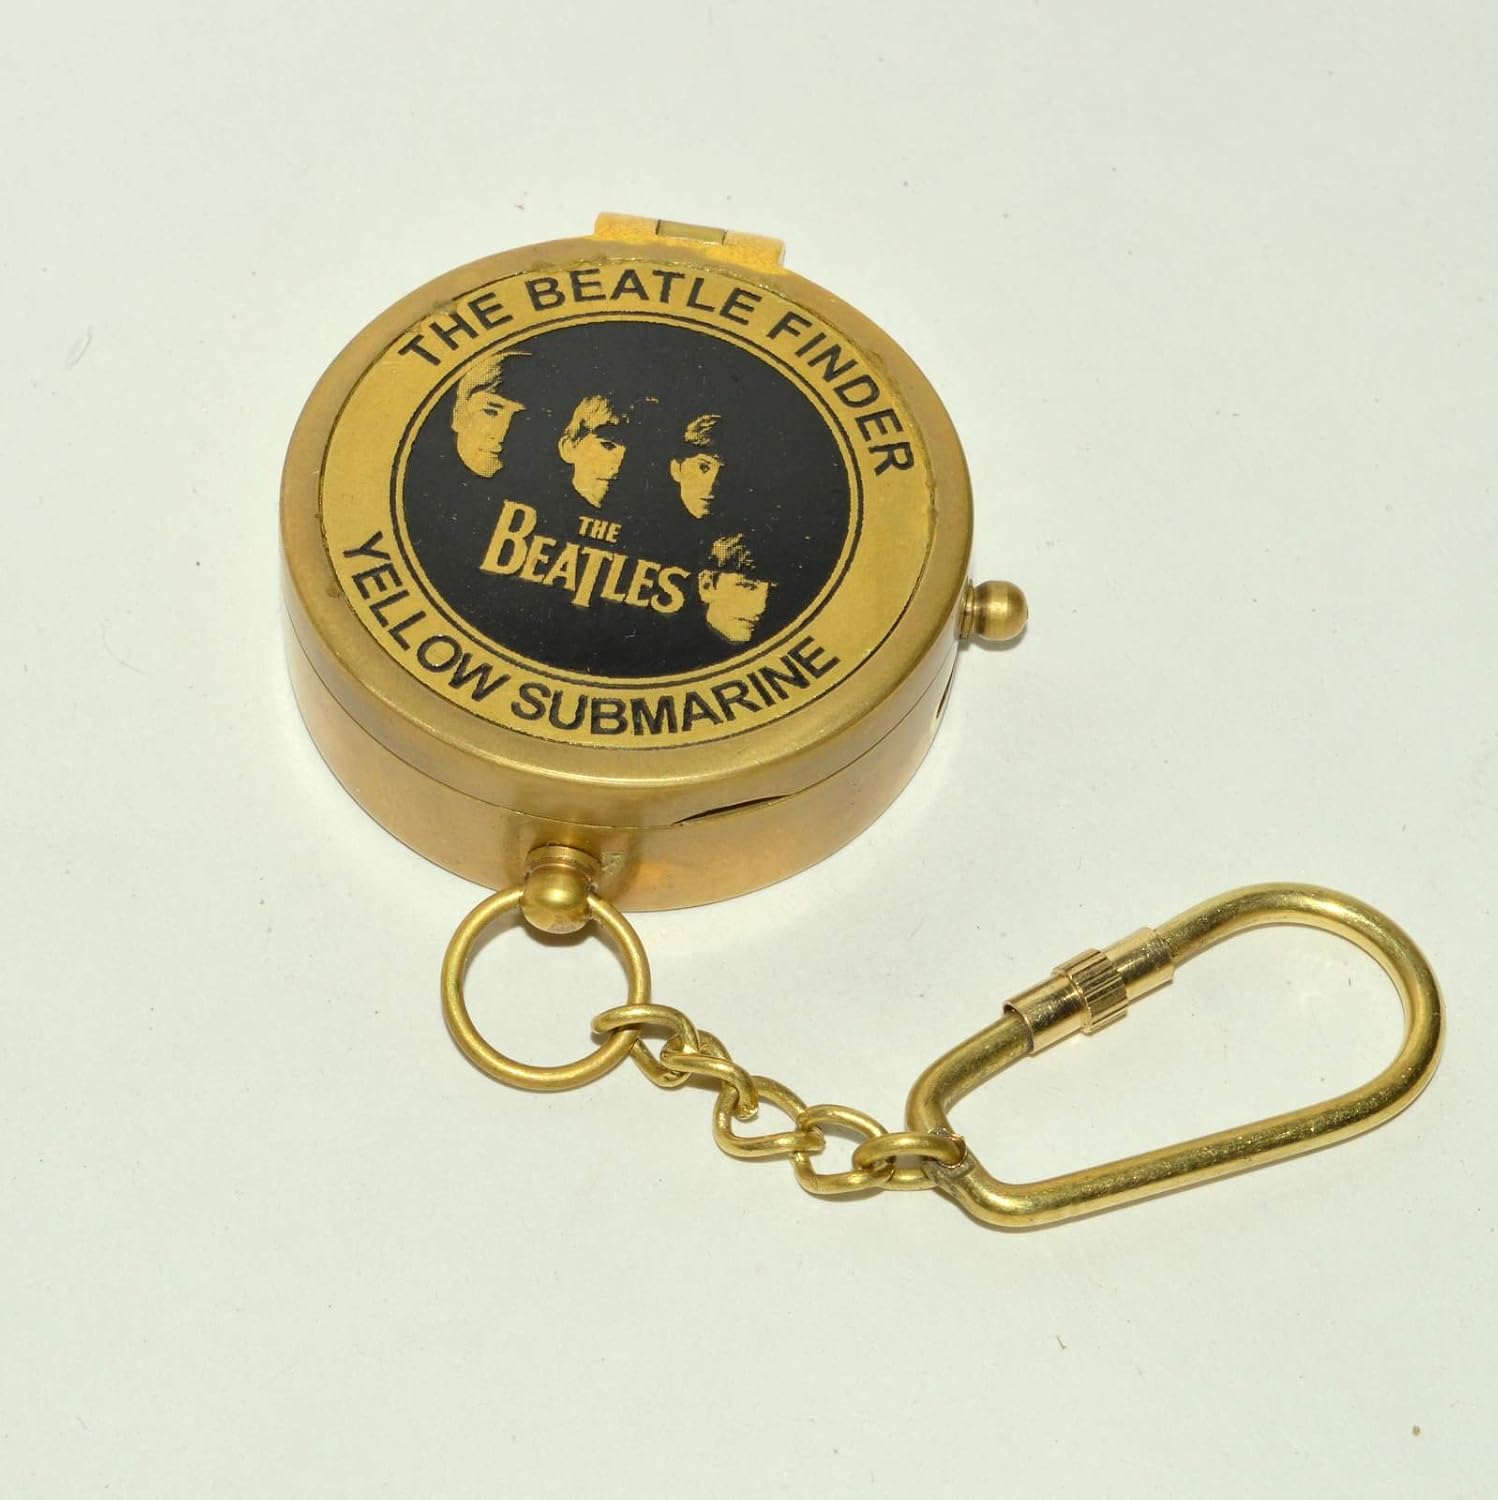 THE BEATLE FINDER
THE
BEATLES
YELLOW SUBMARINE